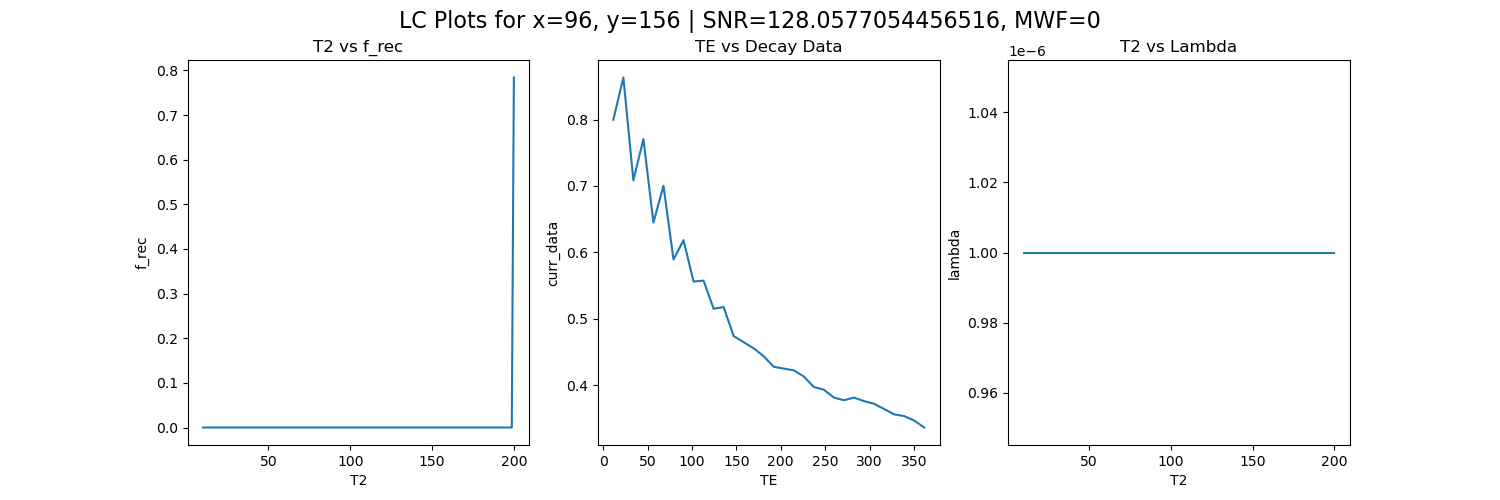 LC Plots for x=96, y=156 | SNR=128.0577054456516, MWF=0
T2 vs f_rec
0.8
0.7
0.6
0.5
0.4
0.3
0.2
0.1
0.0
f_rec
50 100 150 200
T2
TE vs Decay Data
0.8
0.7
0.6
0.5
0.4
curr_data
0 50 100 150 200 250 300 350
TE
T2 vs Lambda
1e−6
1.04
1.02
1.00
0.98
0.96
lambda
50 100 150 200
T2